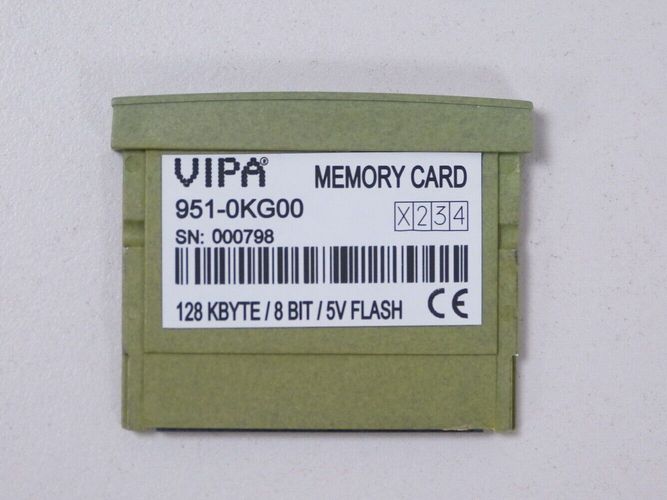 VIPA® MEMORY CARD
951-0KG00 X234
SN: 000798
128 KBYTE / 8 BIT / 5V FLASH CE